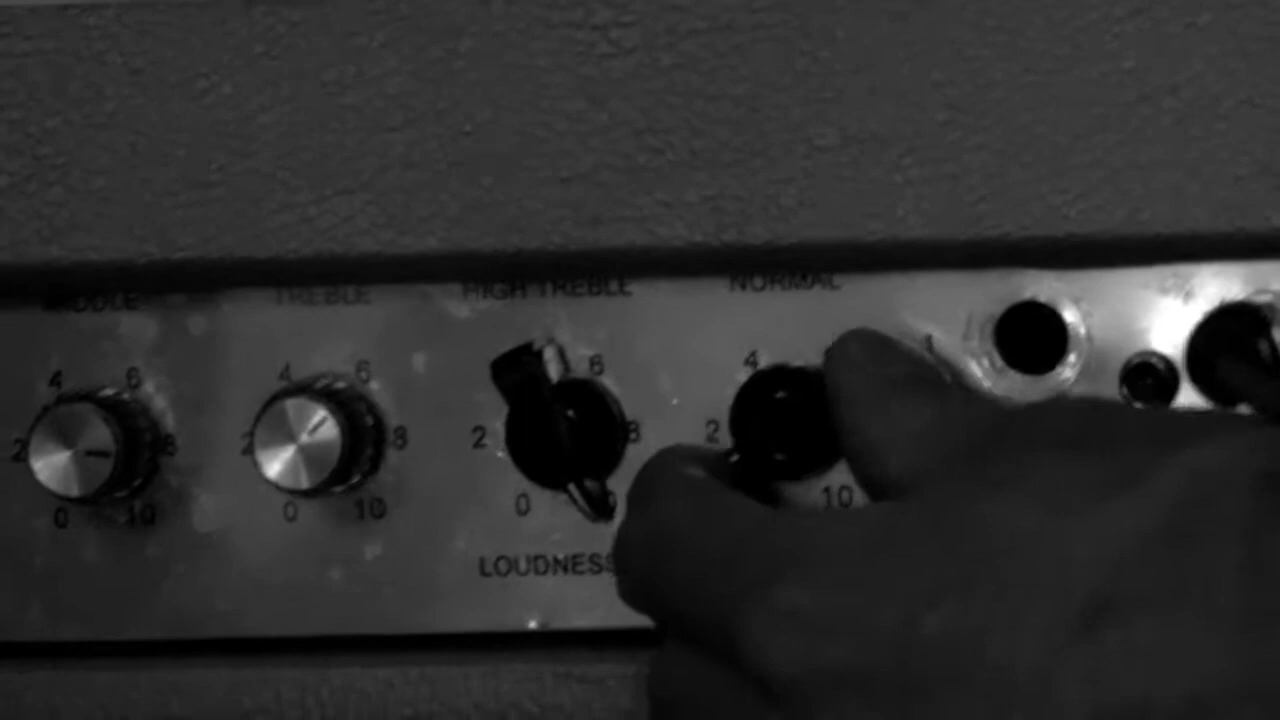 MIDDLE TREBLE HIGH TREBLE NORMAL
4 6 4 6 6 4
2 8 2 8 2 8 2
0 10 0 10 0 10
LOUDNESS